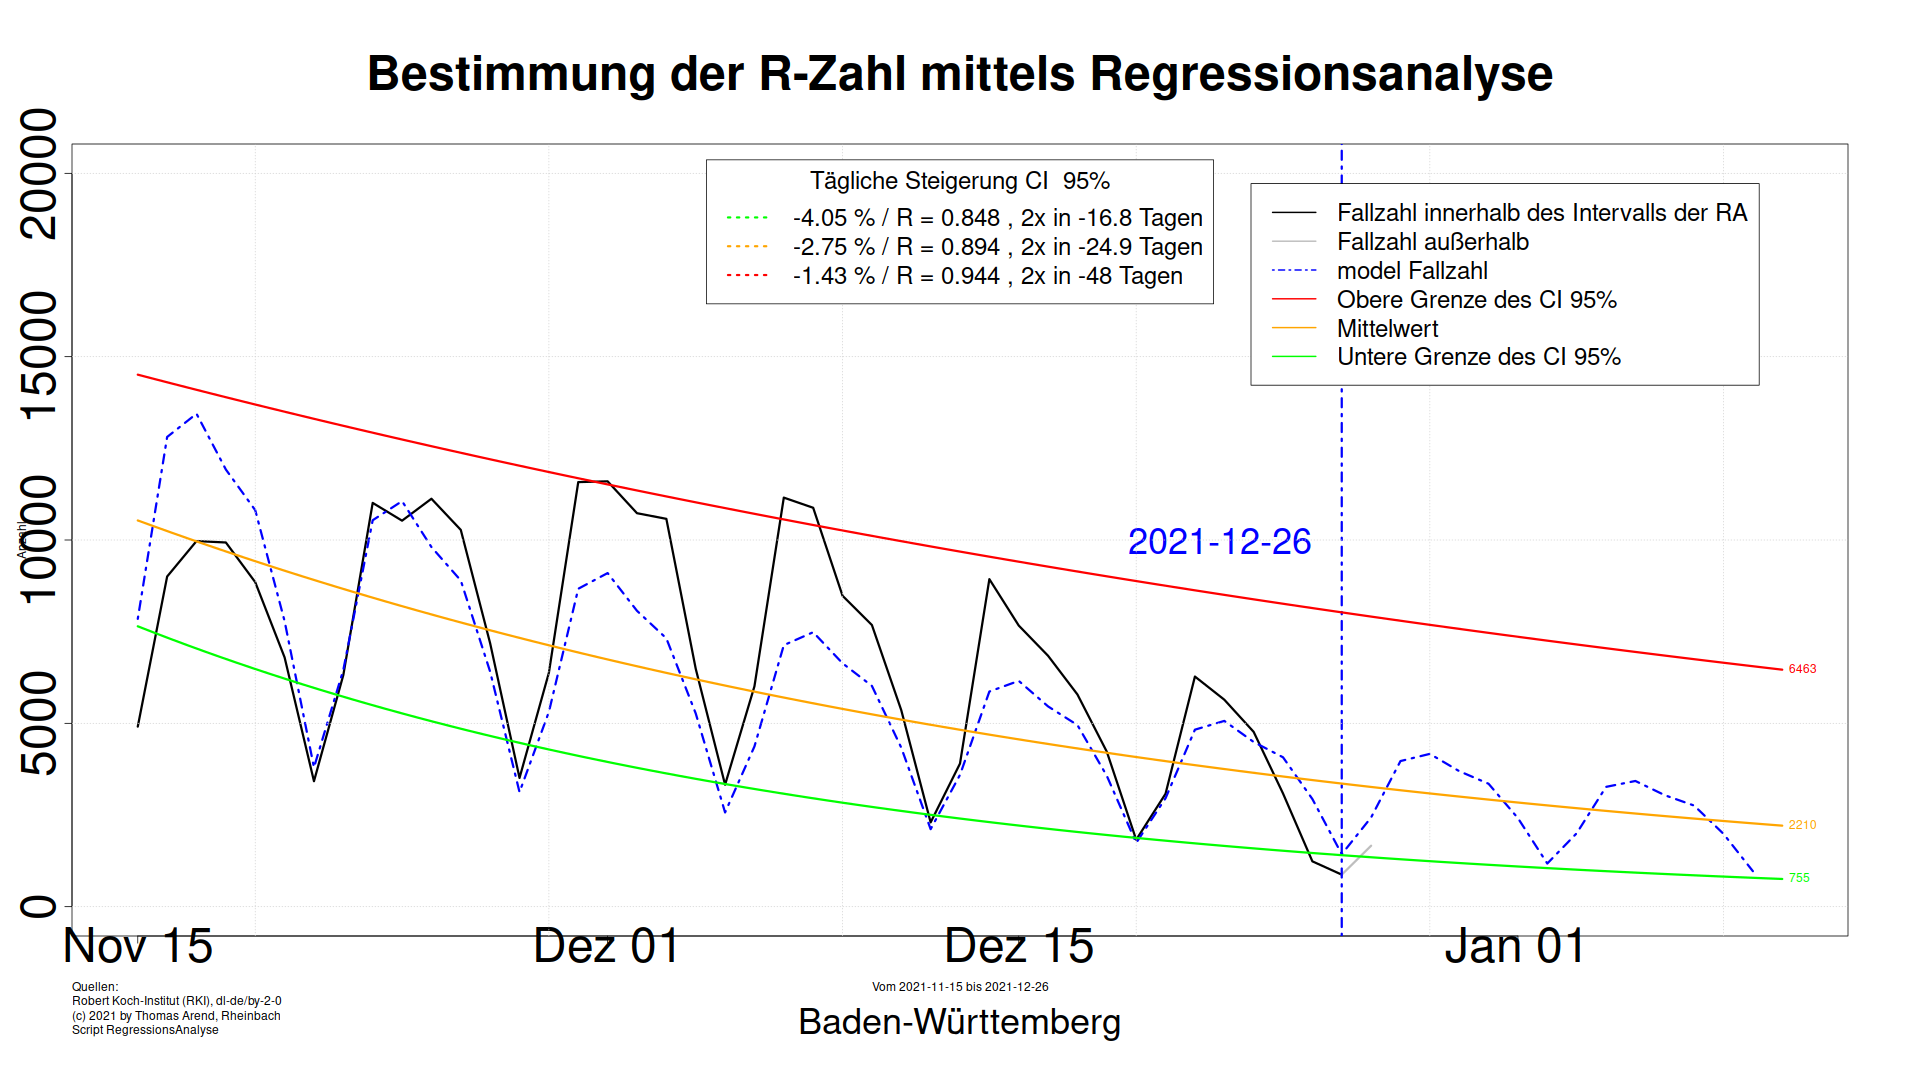 Bestimmung der R-Zahl mittels Regressionsanalyse
Anzahl
20000
15000
10000
5000
0
Tägliche Steigerung CI 95%
-4.05 % / R = 0.848 , 2x in -16.8 Tagen
-2.75 % / R = 0.894 , 2x in -24.9 Tagen
-1.43 % / R = 0.944 , 2x in -48 Tagen
Fallzahl innerhalb des Intervalls der RA
Fallzahl außerhalb
model Fallzahl
Obere Grenze des CI 95%
Mittelwert
Untere Grenze des CI 95%
2021-12-26
6463
2210
755
Nov 15
Dez 01
Dez 15
Jan 01
Quellen:
Robert Koch-Institut (RKI), dl-de/by-2-0
(c) 2021 by Thomas Arend, Rheinbach
Script RegressionsAnalyse
Vom 2021-11-15 bis 2021-12-26
Baden-Württemberg